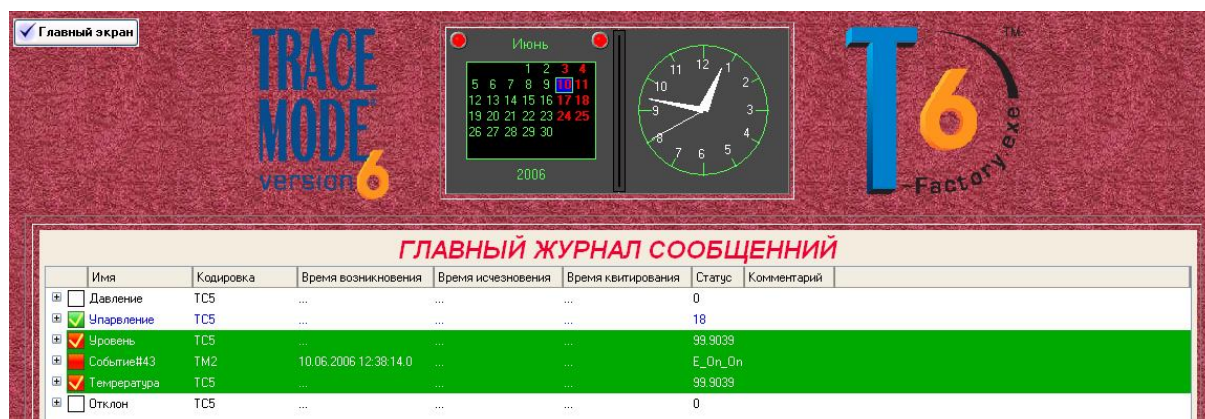 Главный экран
TRACE
MODE®
version 6
Июнь
1 2 3 4
5 6 7 8 9 10 11
12 13 14 15 16 17 18
19 20 21 22 23 24 25
26 27 28 29 30
2006
12 1 2 3 4 5 6 7 8 9 10 11
T6 ™
-Factory.exe
ГЛАВНЫЙ ЖУРНАЛ СООБЩЕННИЙ
Имя Кодировка Время возникновения Время исчезновения Время квитирования Статус Комментарий
Давление TC5 ... ... ... 0
Упарвление TC5 ... ... ... 18
Уровень TC5 ... ... ... 99.9039
Событие#43 TM2 10.06.2006 12:38:14.0 ... ... E_On_On
Темрература TC5 ... ... ... 99.9039
Отклон TC5 ... ... ... 0